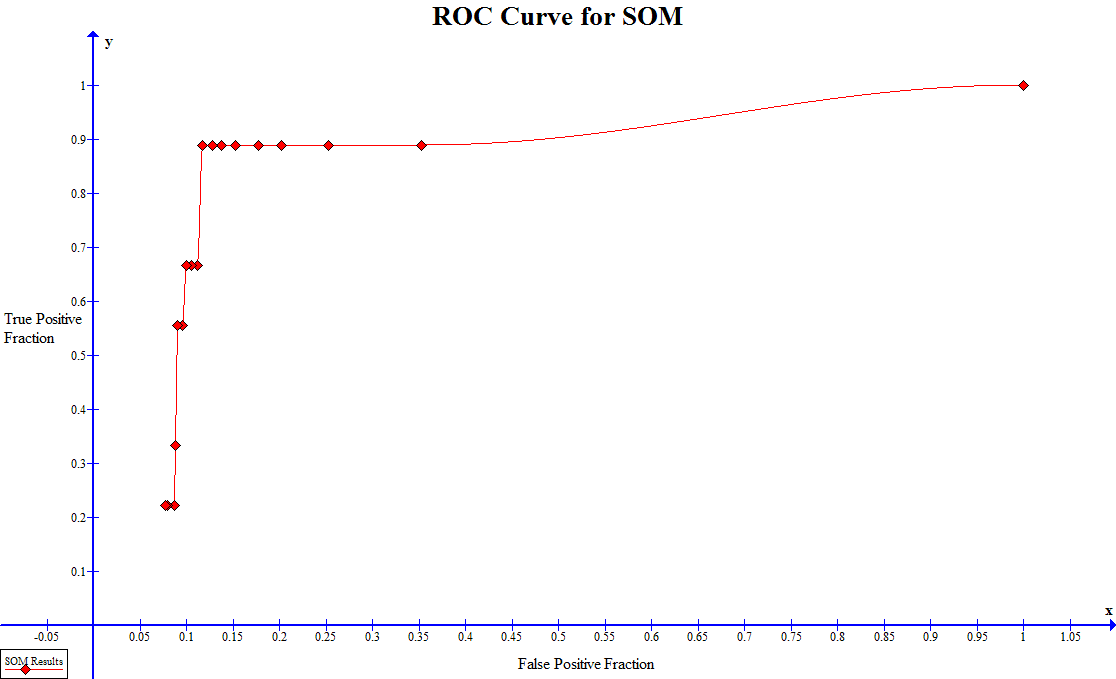 ROC Curve for SOM
y
1
0.9
0.8
0.7
0.6
True Positive
Fraction
0.5
0.4
0.3
0.2
0.1
x
-0.05 0.05 0.1 0.15 0.2 0.25 0.3 0.35 0.4 0.45 0.5 0.55 0.6 0.65 0.7 0.75 0.8 0.85 0.9 0.95 1 1.05
SOM Results
False Positive Fraction